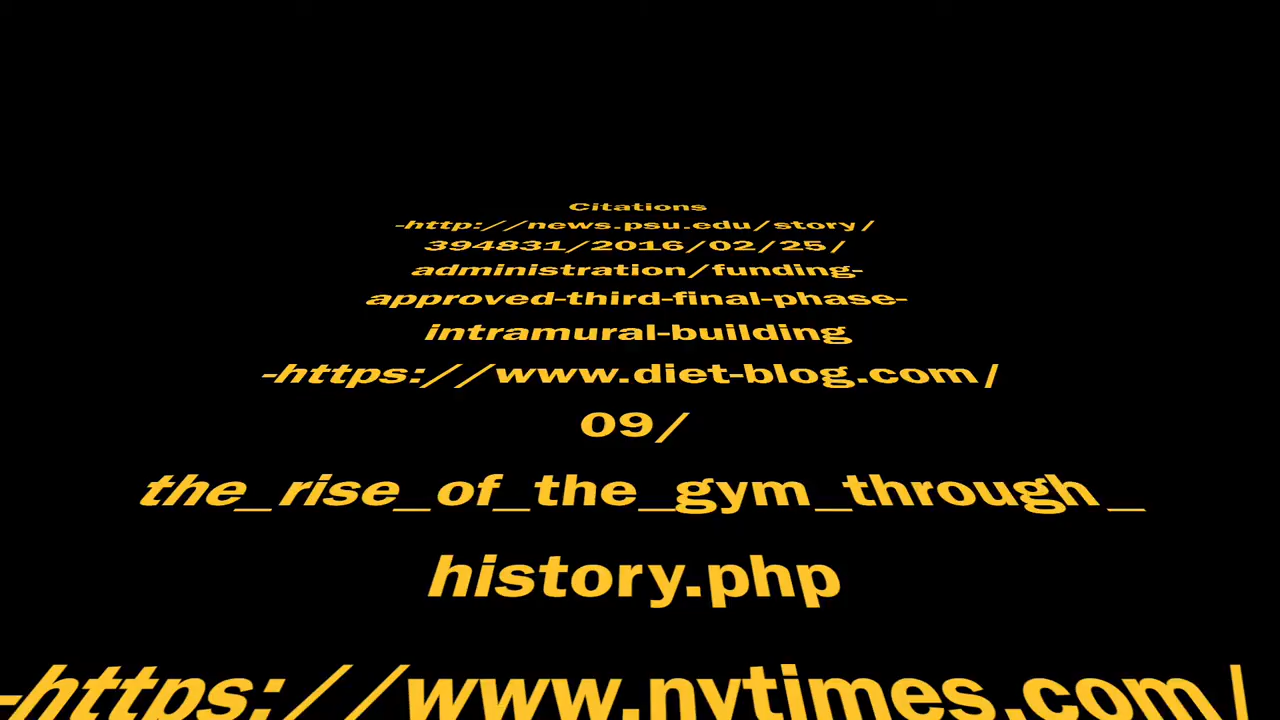 Citations
-http://news.psu.edu/story/
394831/2016/02/25/
administration/funding-
approved-third-final-phase-
intramural-building
-https://www.diet-blog.com/
09/
the_rise_of_the_gym_through_
history.php
-https://www.nytimes.com/